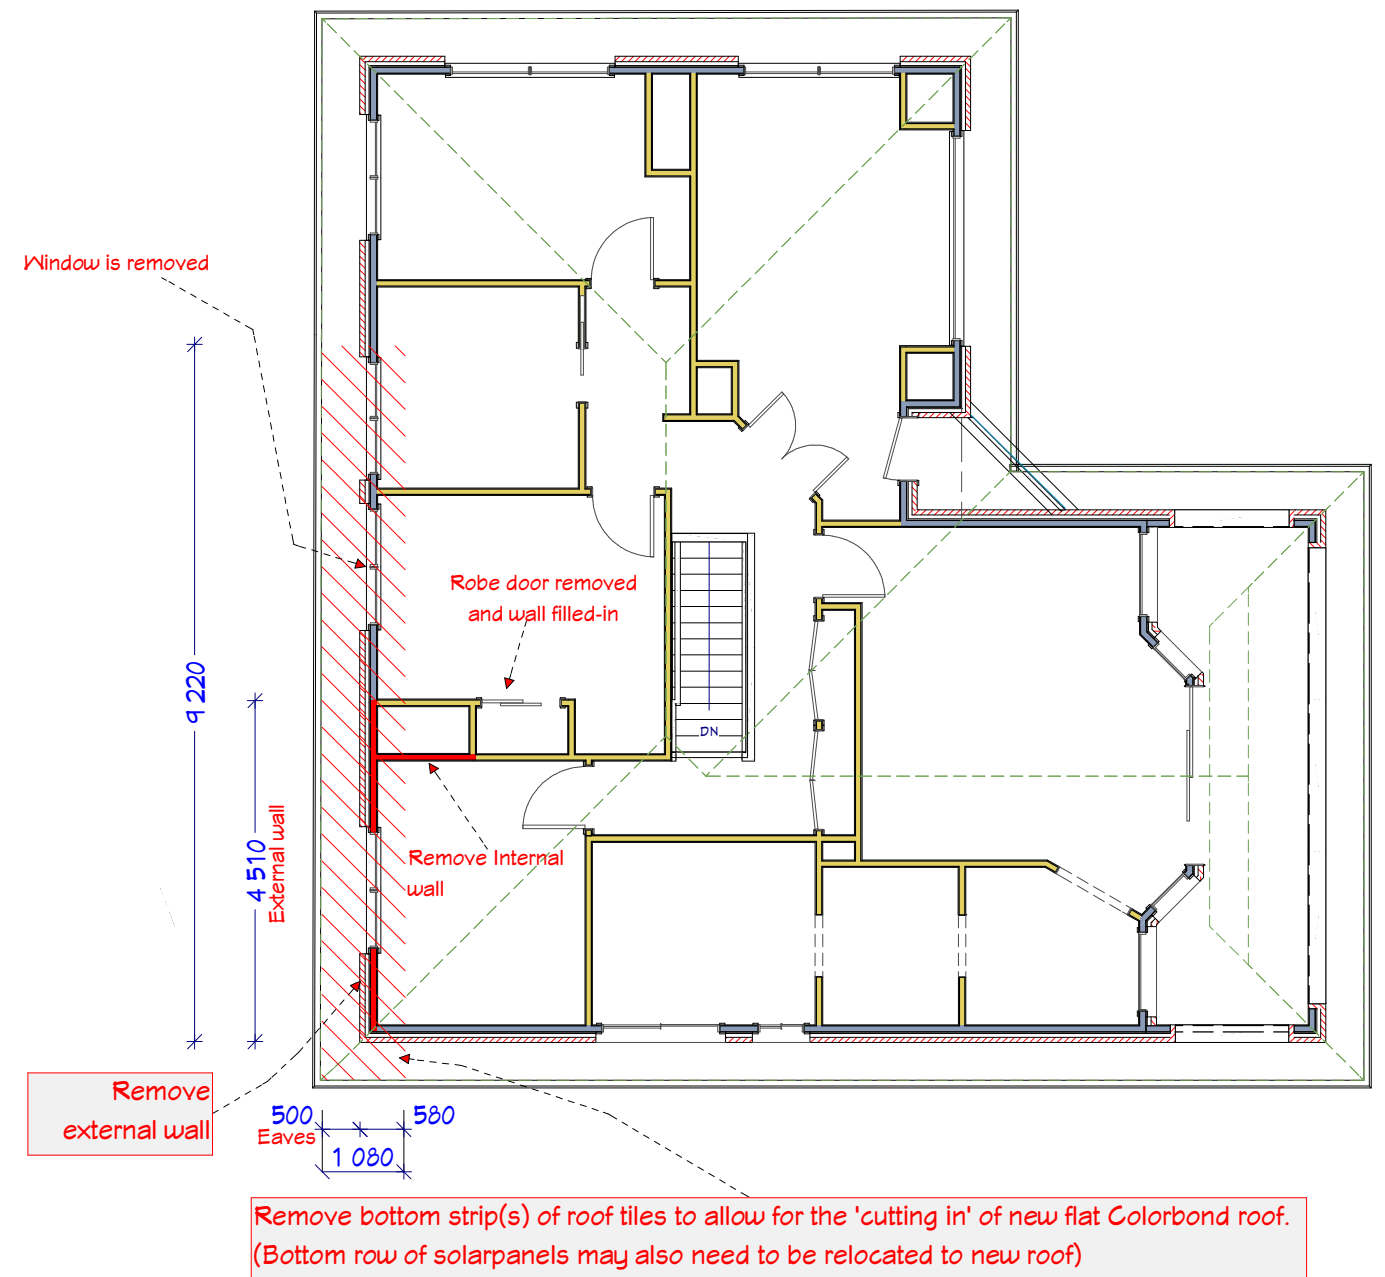 Window is removed
Robe door removed
and wall filled-in
9 220
DN
4 510
External wall
Remove Internal
wall
Remove
external wall
500
580
Eaves
1 080
Remove bottom strip(s) of roof tiles to allow for the 'cutting in' of new flat Colorbond roof.
(Bottom row of solarpanels may also need to be relocated to new roof)